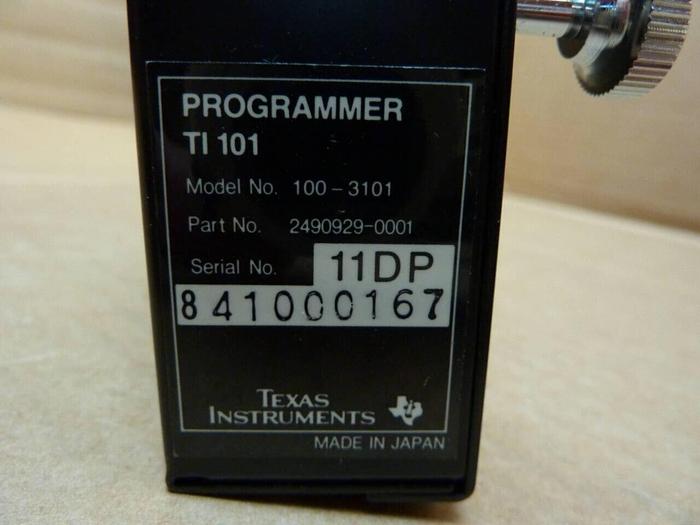 PROGRAMMER
TI 101
Model No. 100-3101
Part No. 2490929-0001
Serial No. 11DP
841000167
TEXAS
INSTRUMENTS
MADE IN JAPAN